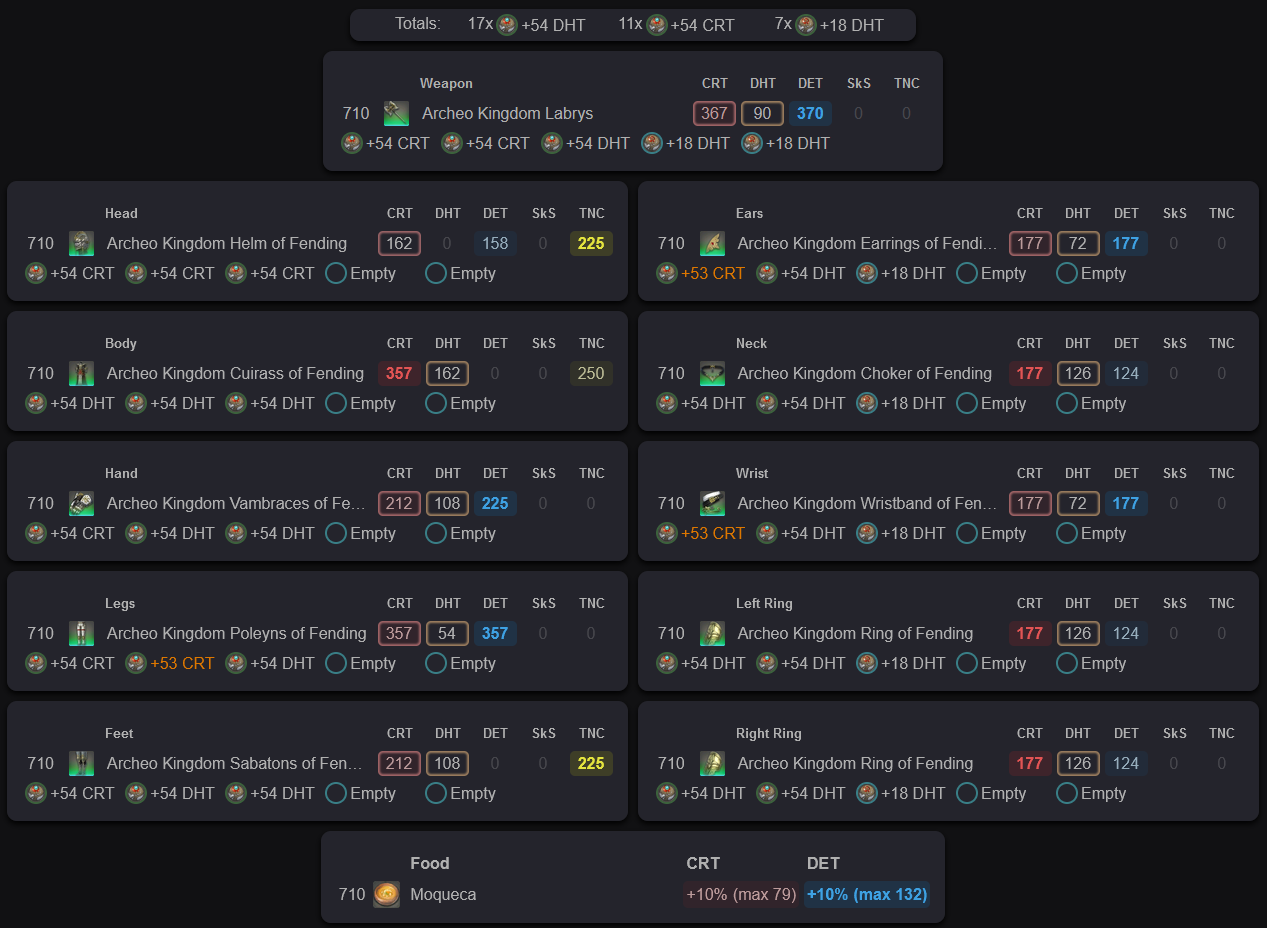 Totals: 17x +54 DHT 11x +54 CRT 7x +18 DHT
Weapon CRT DHT DET SkS TNC
710 Archeo Kingdom Labrys 367 90 370 0 0
+54 CRT +54 CRT +54 DHT +18 DHT +18 DHT
Head CRT DHT DET SkS TNC
710 Archeo Kingdom Helm of Fending 162 0 158 0 225
+54 CRT +54 CRT +54 CRT Empty Empty
Ears CRT DHT DET SkS TNC
710 Archeo Kingdom Earrings of Fendi... 177 72 177 0 0
+53 CRT +54 DHT +18 DHT Empty Empty
Body CRT DHT DET SkS TNC
710 Archeo Kingdom Cuirass of Fending 357 162 0 0 250
+54 DHT +54 DHT +54 DHT Empty Empty
Neck CRT DHT DET SkS TNC
710 Archeo Kingdom Choker of Fending 177 126 124 0 0
+54 DHT +54 DHT +18 DHT Empty Empty
Hand CRT DHT DET SkS TNC
710 Archeo Kingdom Vambraces of Fe... 212 108 225 0 0
+54 CRT +54 DHT +54 DHT Empty Empty
Wrist CRT DHT DET SkS TNC
710 Archeo Kingdom Wristband of Fen... 177 72 177 0 0
+53 CRT +54 DHT +18 DHT Empty Empty
Legs CRT DHT DET SkS TNC
710 Archeo Kingdom Poleyns of Fending 357 54 357 0 0
+54 CRT +53 CRT +54 DHT Empty Empty
Left Ring CRT DHT DET SkS TNC
710 Archeo Kingdom Ring of Fending 177 126 124 0 0
+54 DHT +54 DHT +18 DHT Empty Empty
Feet CRT DHT DET SkS TNC
710 Archeo Kingdom Sabatons of Fen... 212 108 0 0 225
+54 CRT +54 DHT +54 DHT Empty Empty
Right Ring CRT DHT DET SkS TNC
710 Archeo Kingdom Ring of Fending 177 126 124 0 0
+54 DHT +54 DHT +18 DHT Empty Empty
Food CRT DET
710 Moqueca +10% (max 79) +10% (max 132)